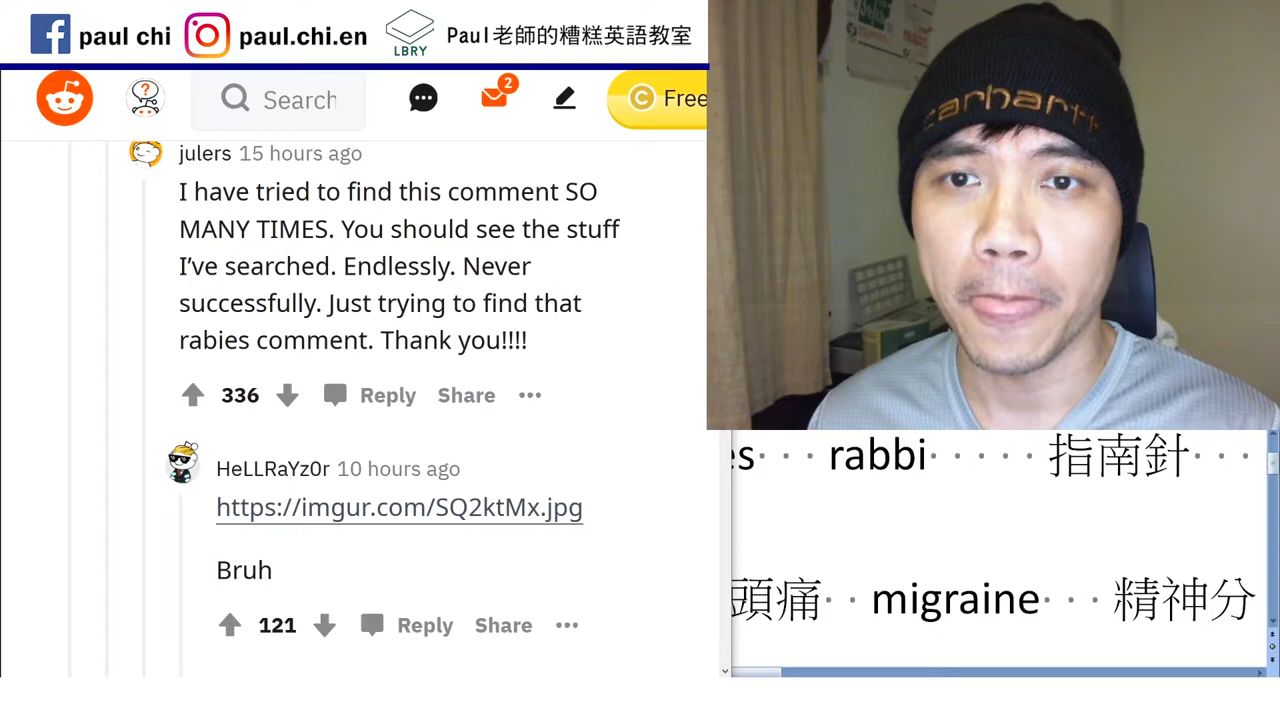 paul chi paul.chi.en LBRY Paul老師的糟糕英語教室
Search 2 Free
carhartt
julers 15 hours ago
I have tried to find this comment SO
MANY TIMES. You should see the stuff
I’ve searched. Endlessly. Never
successfully. Just trying to find that
rabies comment. Thank you!!!!
336 Reply Share ···
HeLLRaYz0r 10 hours ago
https://imgur.com/SQ2ktMx.jpg
Bruh
121 Reply Share ···
es···rabbi·····指南針···
頭痛··migraine···精神分